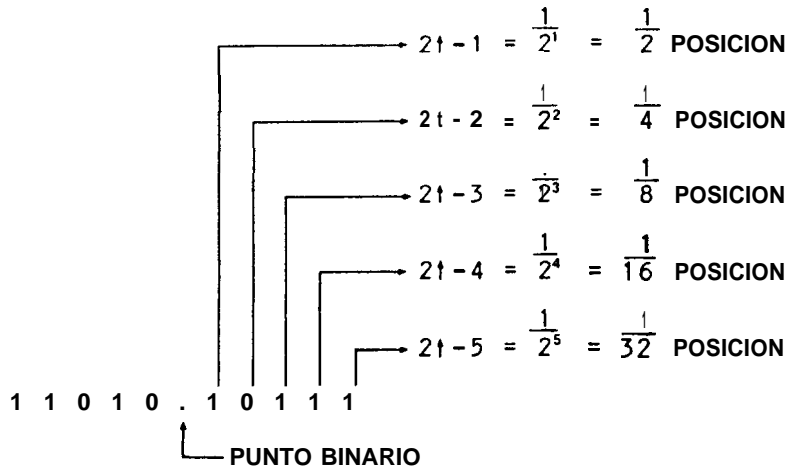 2↑-1 = 1/2¹ = 1/2 POSICION
2t-2 = 1/2² = 1/4 POSICION
2↑-3 = /2³ = 1/8 POSICION
2↑-4 = 1/2⁴ = 1/16 POSICION
2↑-5 = 1/2⁵ = 1/32 POSICION
1 1 0 1 0 . 1 0 1 1 1
PUNTO BINARIO